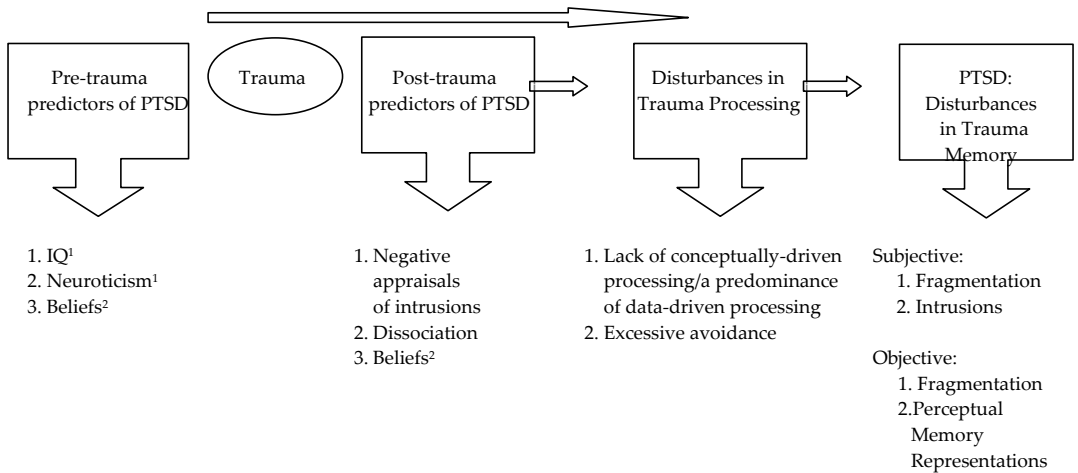 Pre-trauma
predictors of PTSD
Trauma
Post-trauma
predictors of PTSD
Disturbances in
Trauma Processing
PTSD:
Disturbances
in Trauma
Memory
1. IQ¹
2. Neuroticism¹
3. Beliefs²
1. Negative
appraisals
of intrusions
2. Dissociation
3. Beliefs²
1. Lack of conceptually-driven
processing/a predominance
of data-driven processing
2. Excessive avoidance
Subjective:
1. Fragmentation
2. Intrusions
Objective:
1. Fragmentation
2.Perceptual
Memory
Representations